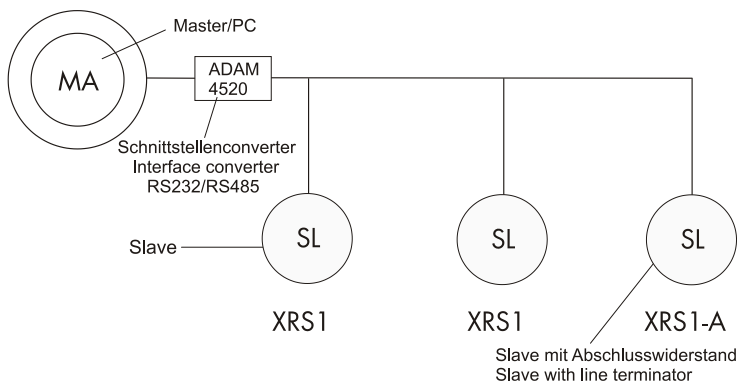 Master/PC
MA
ADAM
4520
Schnittstellenconverter
Interface converter
RS232/RS485
Slave
SL
SL
SL
XRS1
XRS1
XRS1-A
Slave mit Abschlusswiderstand
Slave with line terminator